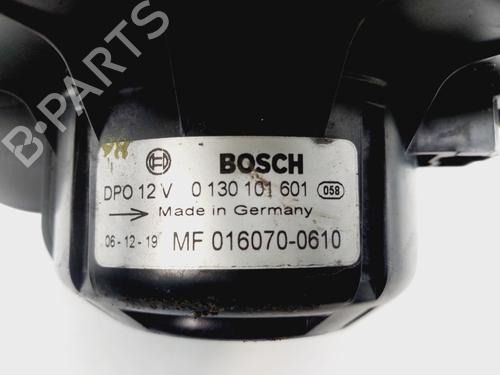 B-PARTS
BOSCH
DPO 12 V 0 130 101 601 058
Made in Germany
06-12-19 MF 016070-0610